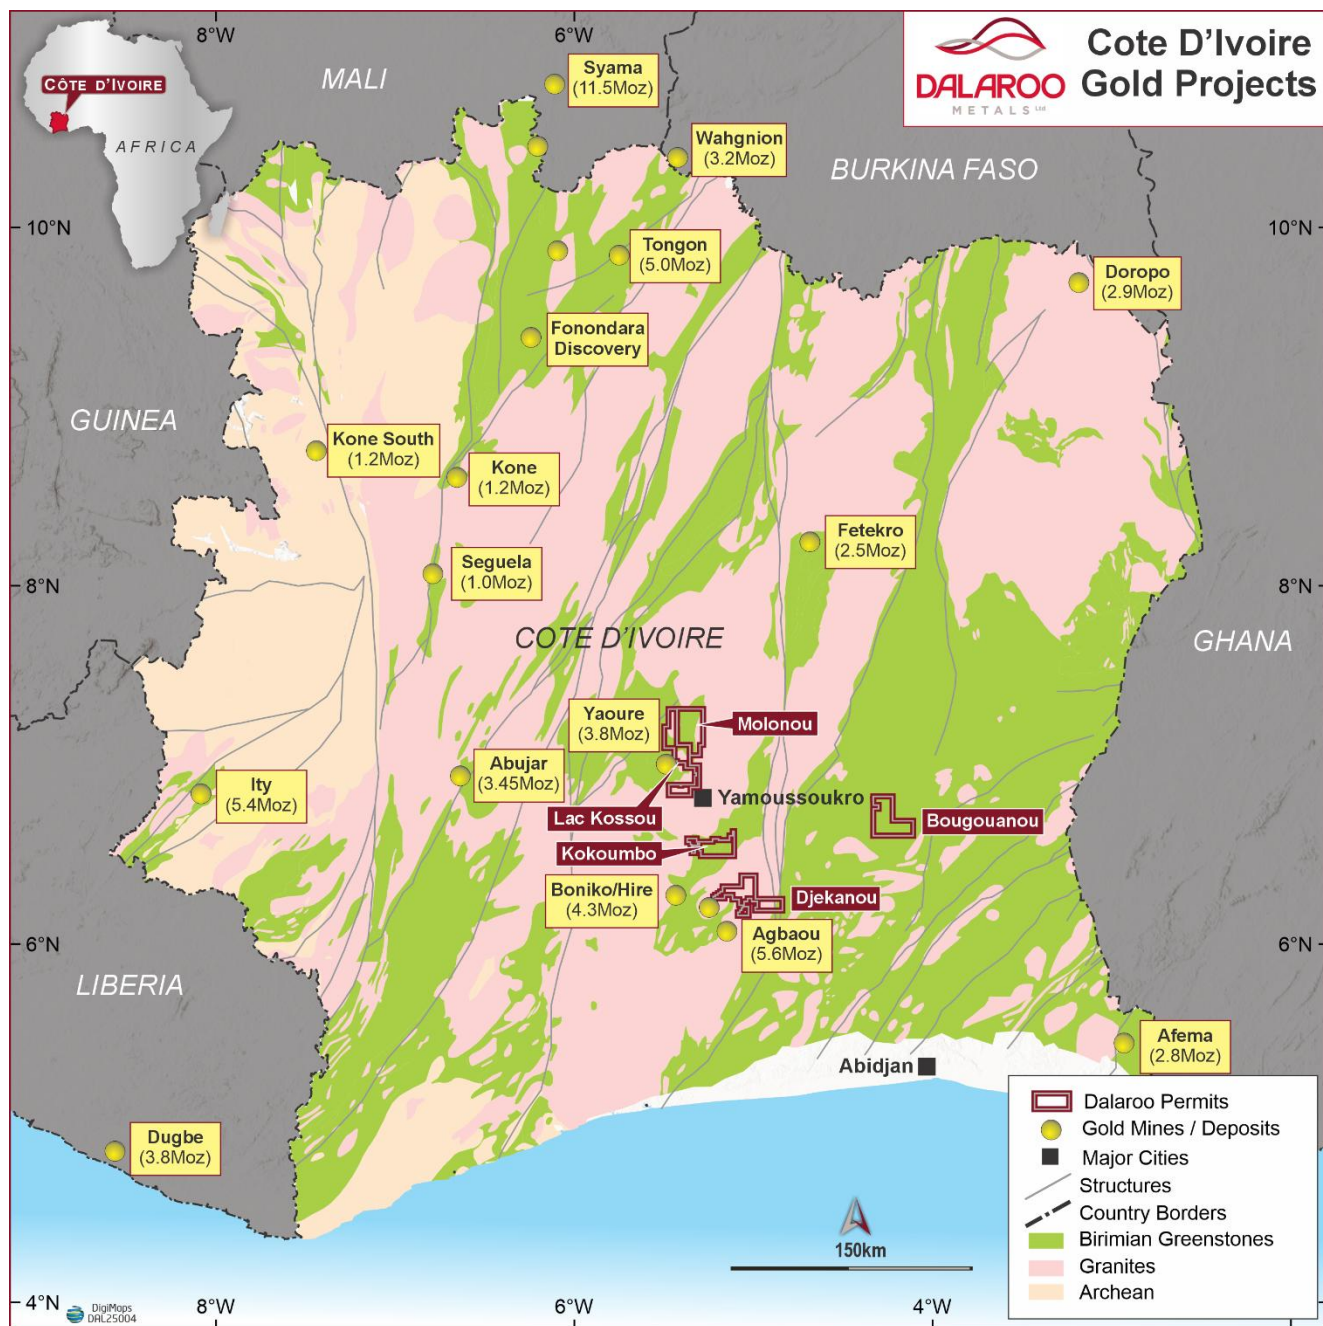 DALAROO
METALS Ltd
Cote D'Ivoire
Gold Projects
8°W
6°W
CÔTE D'IVOIRE
AFRICA
MALI
Syama
(11.5Moz)
Wahgnion
(3.2Moz)
BURKINA FASO
10°N
10°N
Tongon
(5.0Moz)
Doropo
(2.9Moz)
Fonondara
Discovery
GUINEA
Kone South
(1.2Moz)
Kone
(1.2Moz)
Fetekro
(2.5Moz)
Seguela
(1.0Moz)
8°N
8°N
COTE D'IVOIRE
GHANA
Yaoure
(3.8Moz)
Molonou
Abujar
(3.45Moz)
Ity
(5.4Moz)
Yamoussoukro
Lac Kossou
Bougouanou
Kokoumbo
Boniko/Hire
(4.3Moz)
Djekanou
Agbaou
(5.6Moz)
6°N
6°N
LIBERIA
Afema
(2.8Moz)
Abidjan
Dugbe
(3.8Moz)
Dalaroo Permits
Gold Mines / Deposits
Major Cities
Structures
Country Borders
Birimian Greenstones
Granites
Archean
150km
4°N
DigiMaps
DAL25004
8°W
6°W
4°W